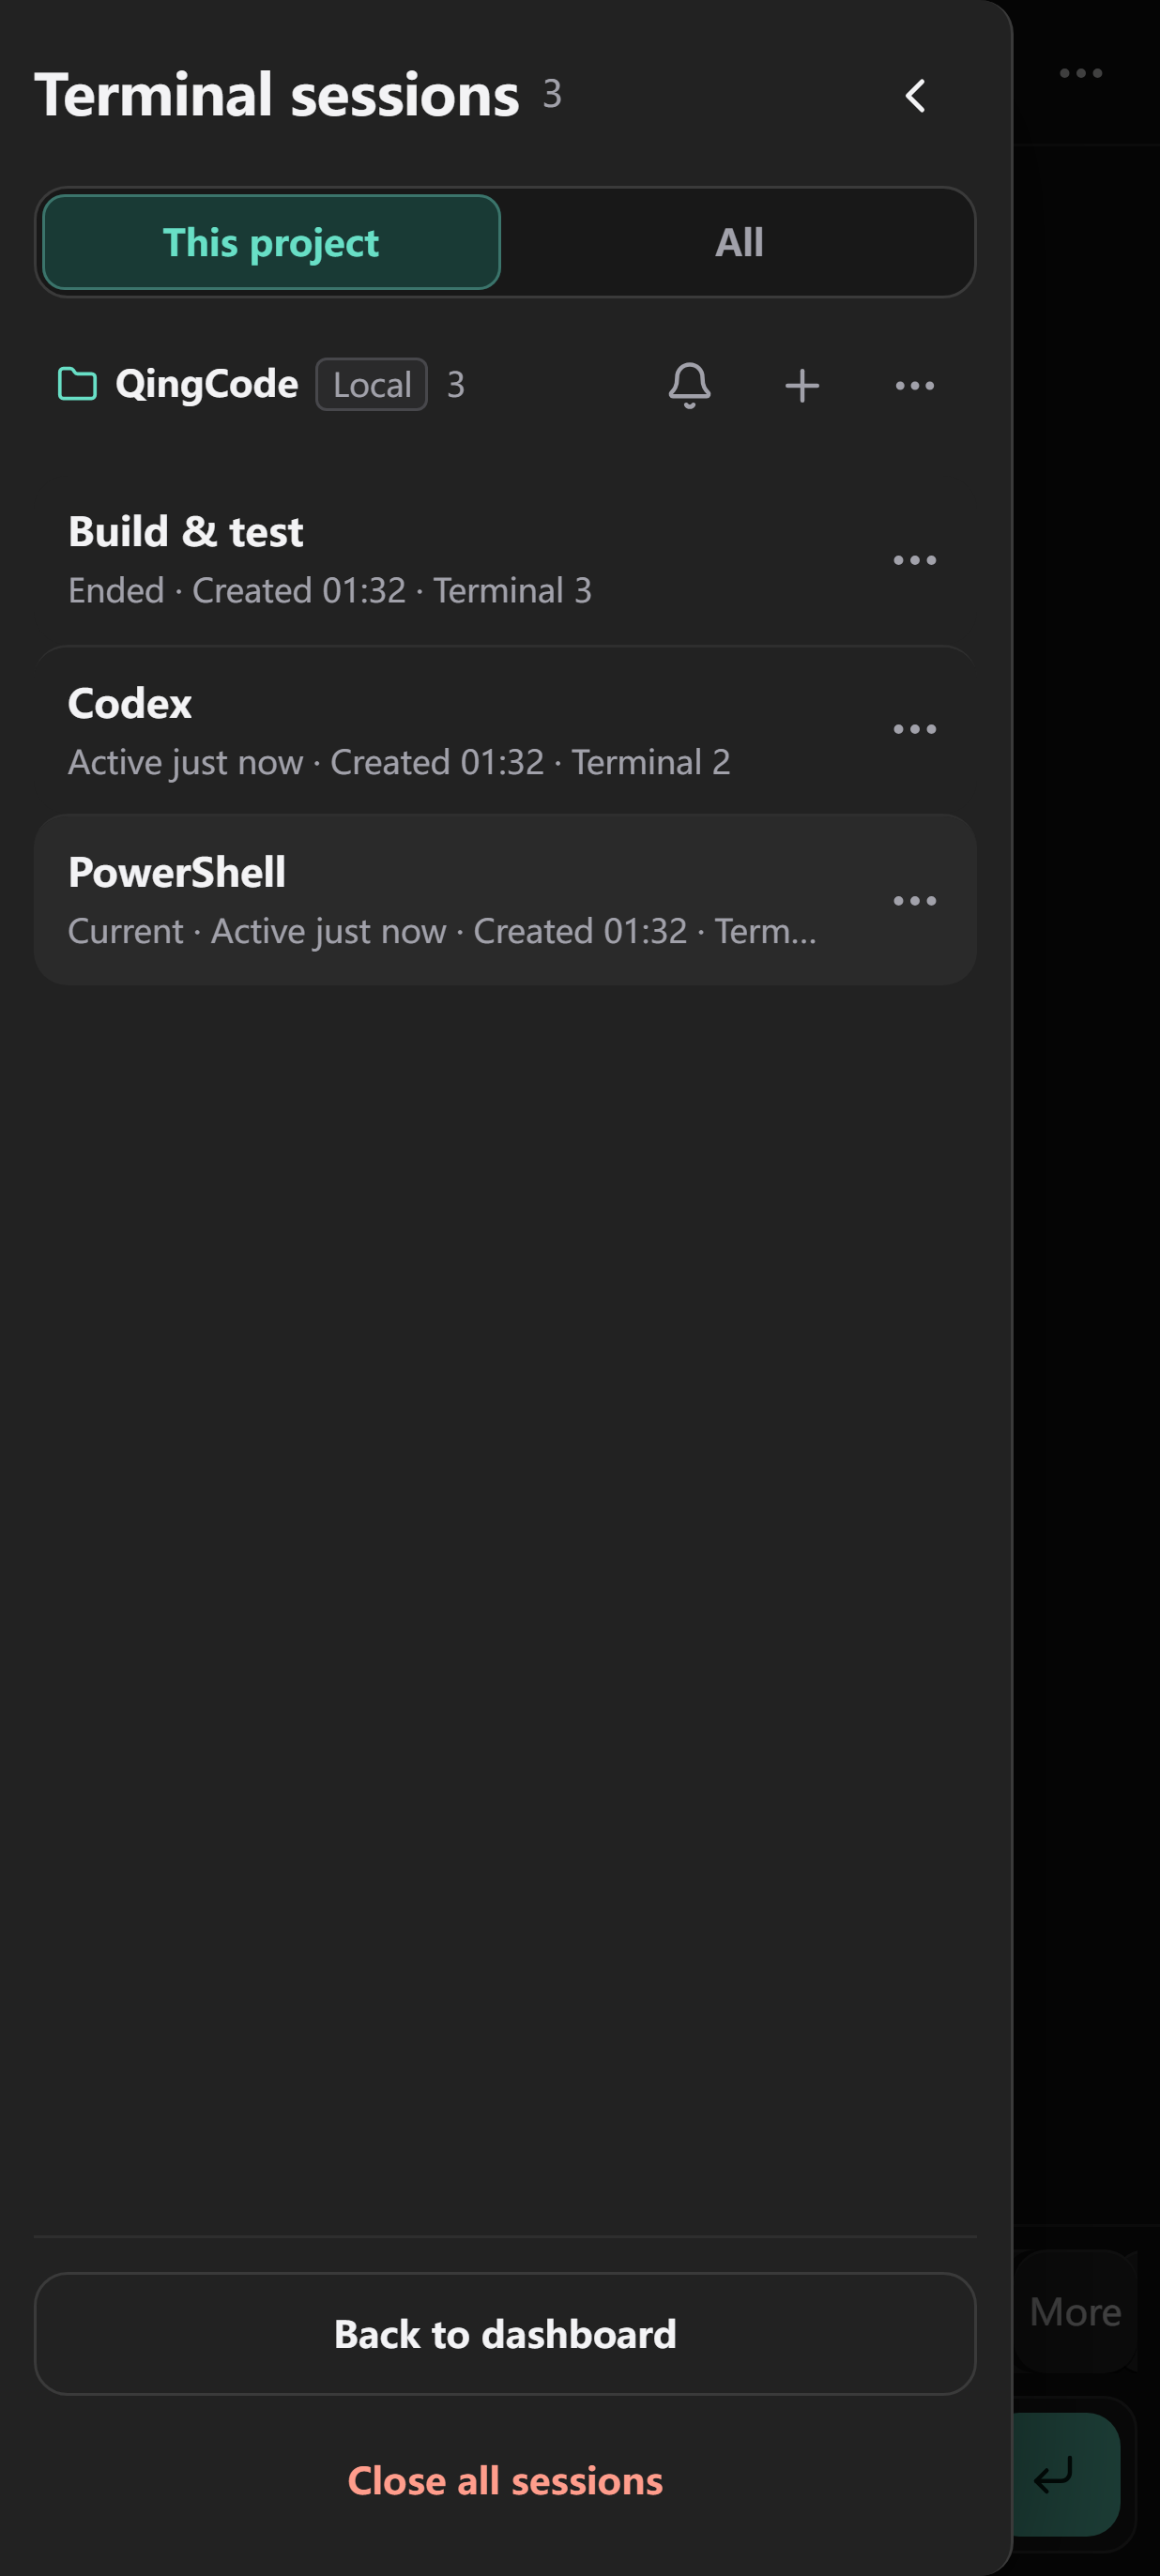 Terminal sessions 3
This project
All
QingCode Local 3
Build & test
Ended · Created 01:32 · Terminal 3
Codex
Active just now · Created 01:32 · Terminal 2
PowerShell
Current · Active just now · Created 01:32 · Term...
More
Back to dashboard
Close all sessions